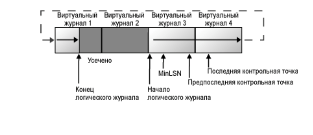 Виртуальный журнал 1
Виртуальный журнал 2
Виртуальный журнал 3
Виртуальный журнал 4
Усечено
MinLSN
Последняя контрольная точка
Предпоследняя контрольная точка
Конец логического журнала
Начало логического журнала